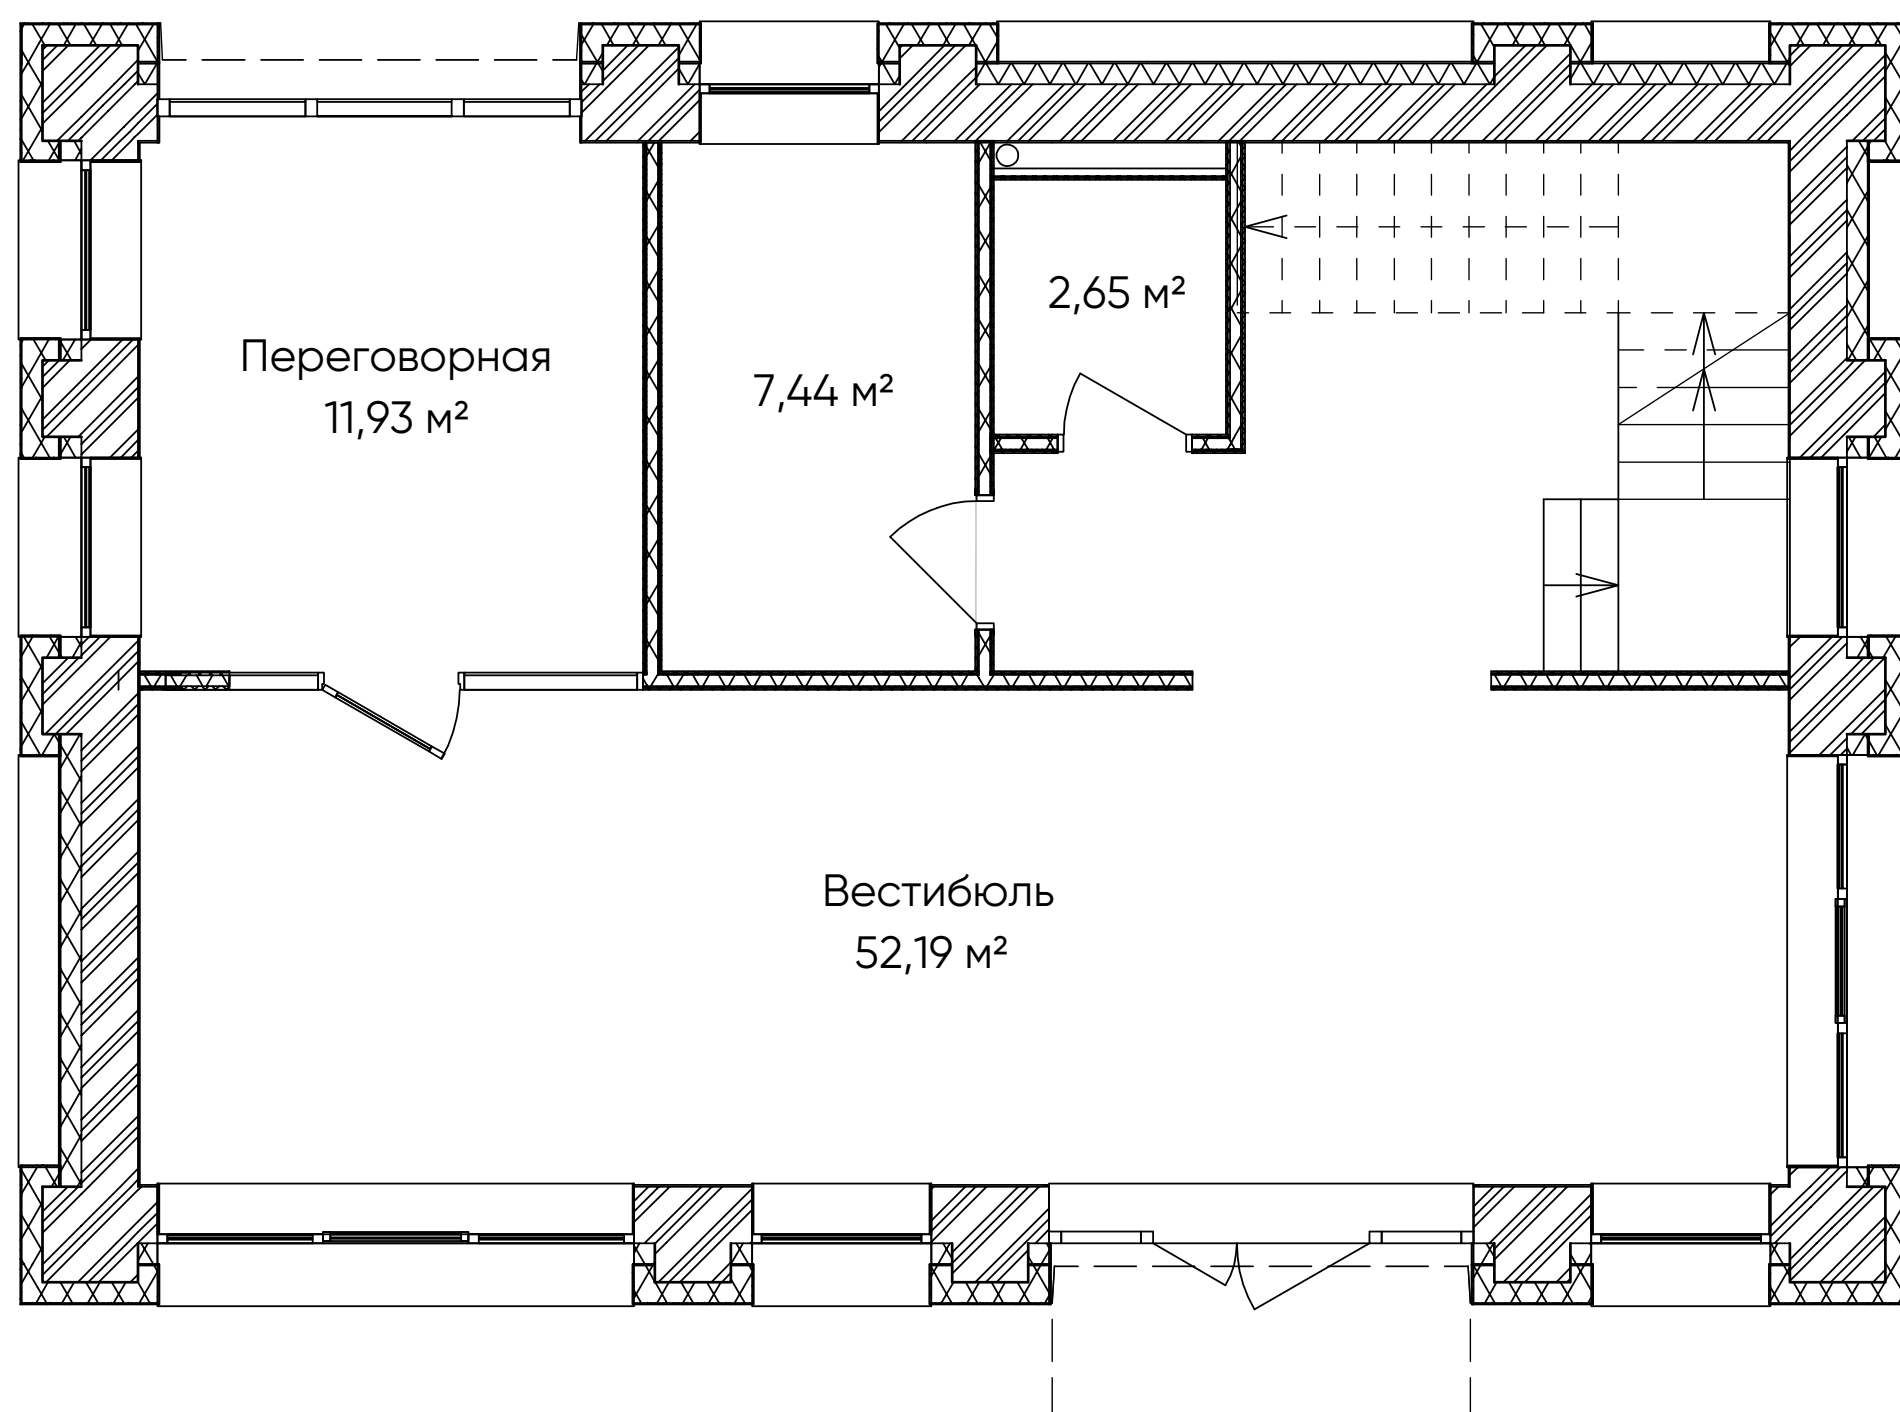 2,65 м²
Переговорная
11,93 м²
7,44 м²
Вестибюль
52,19 м²